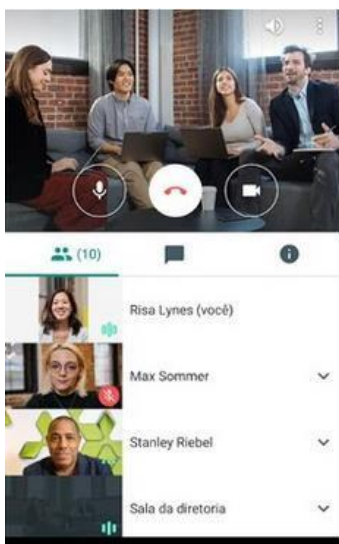 (10)
Risa Lynes (você)
Max Sommer
Stanley Riebel
Sala da diretoria